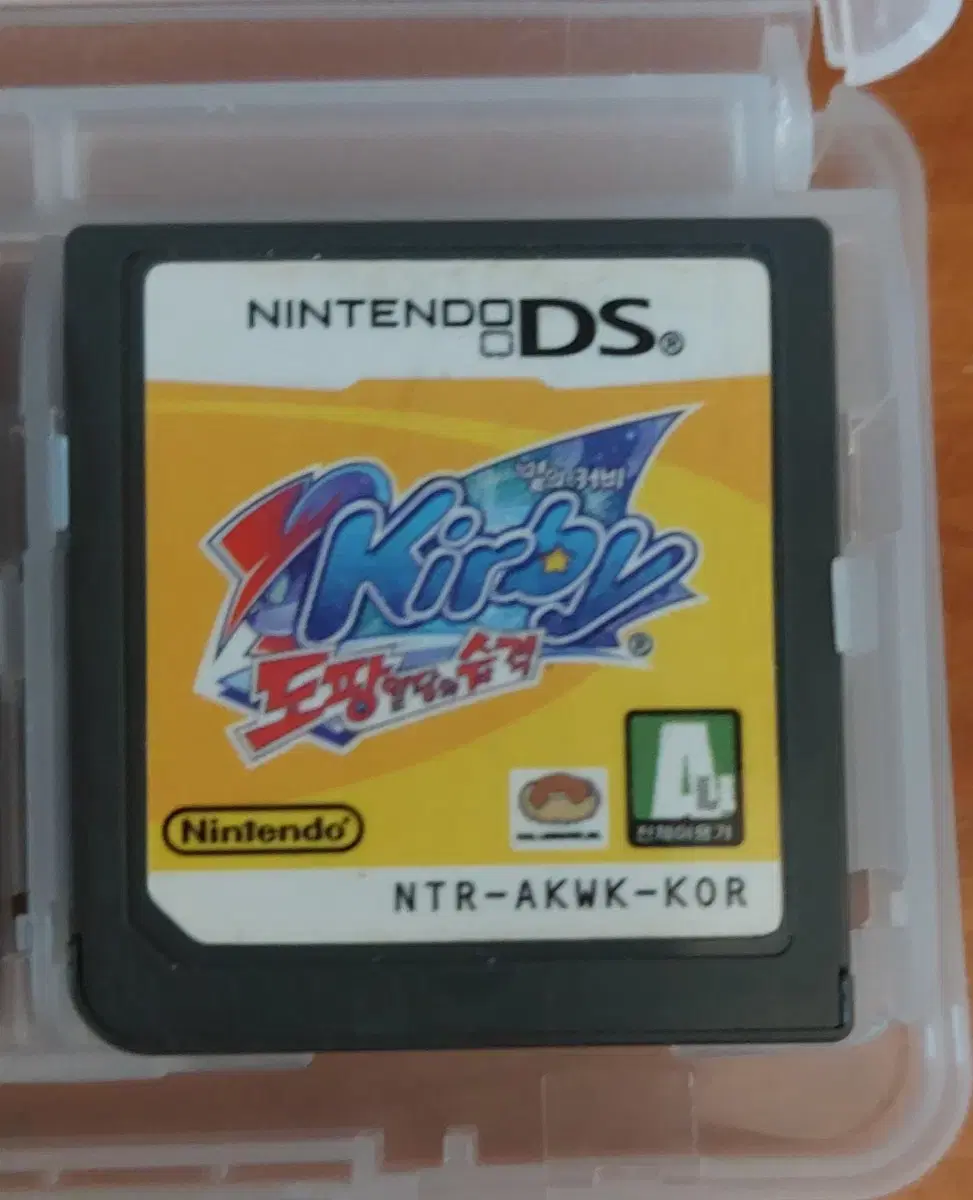 NINTENDO DS®
별의 커비
Kirby®
도팡 일당의 습격
Nintendo®
전체이용가
NTR-AKWK-KOR